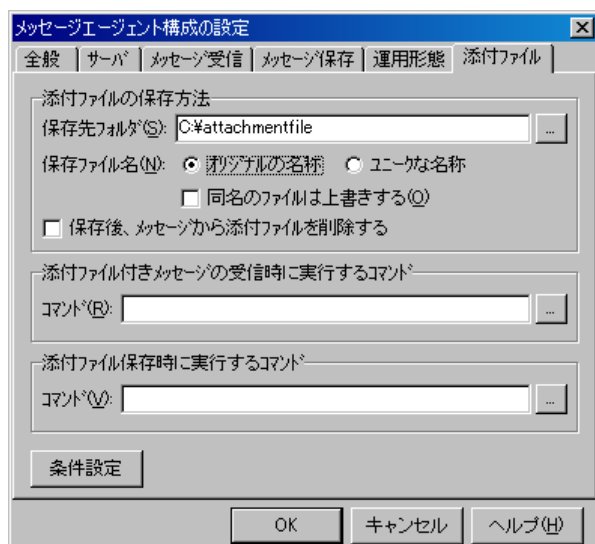 メッセージエージェント構成の設定
全般 サーバ メッセージ受信 メッセージ保存 運用形態 添付ファイル
添付ファイルの保存方法
保存先フォルダ(S): C:¥attachmentfile ...
保存ファイル名(N): オリジナルの名称 ユニークな名称
同名のファイルは上書きする(O)
保存後、メッセージから添付ファイルを削除する
添付ファイル付きメッセージの受信時に実行するコマンド
コマンド(R): ...
添付ファイル保存時に実行するコマンド
コマンド(V): ...
条件設定
OK キャンセル ヘルプ(H)